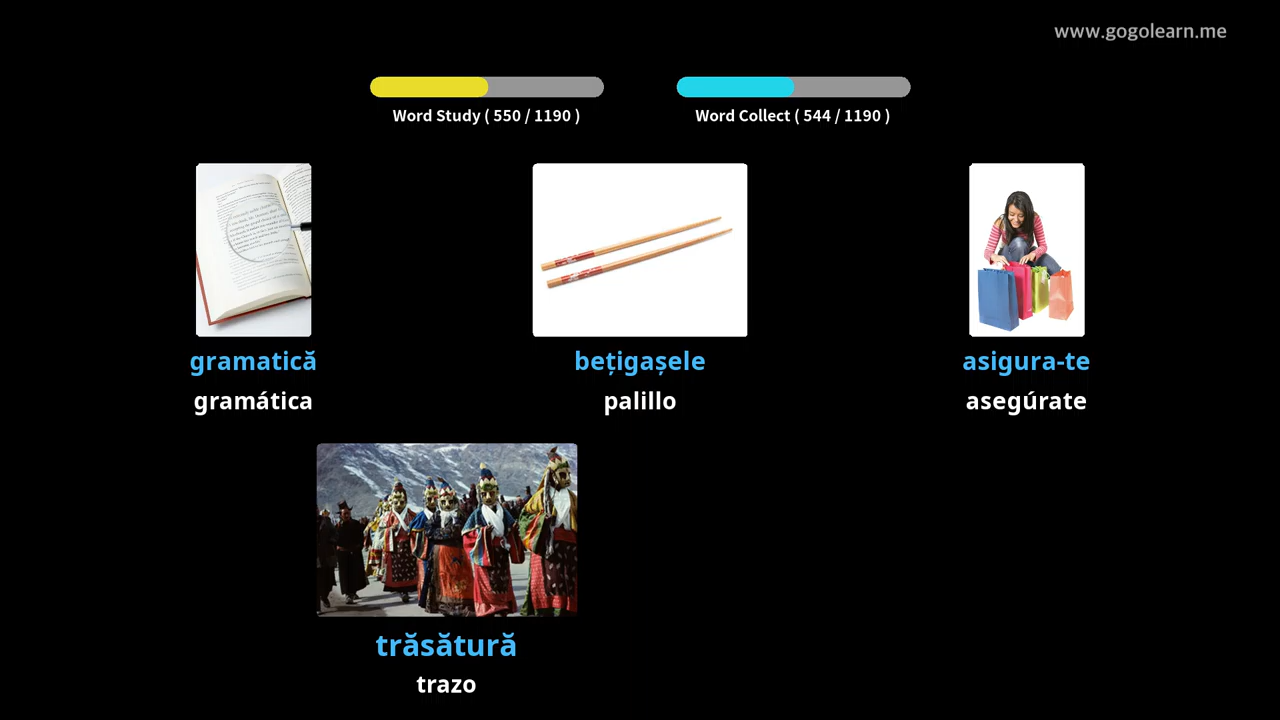 www.gogolearn.me
Word Study ( 550 / 1190 )
Word Collect ( 544 / 1190 )
gramatică
bețigașele
asigura-te
gramática
palillo
asegúrate
trăsătură
trazo